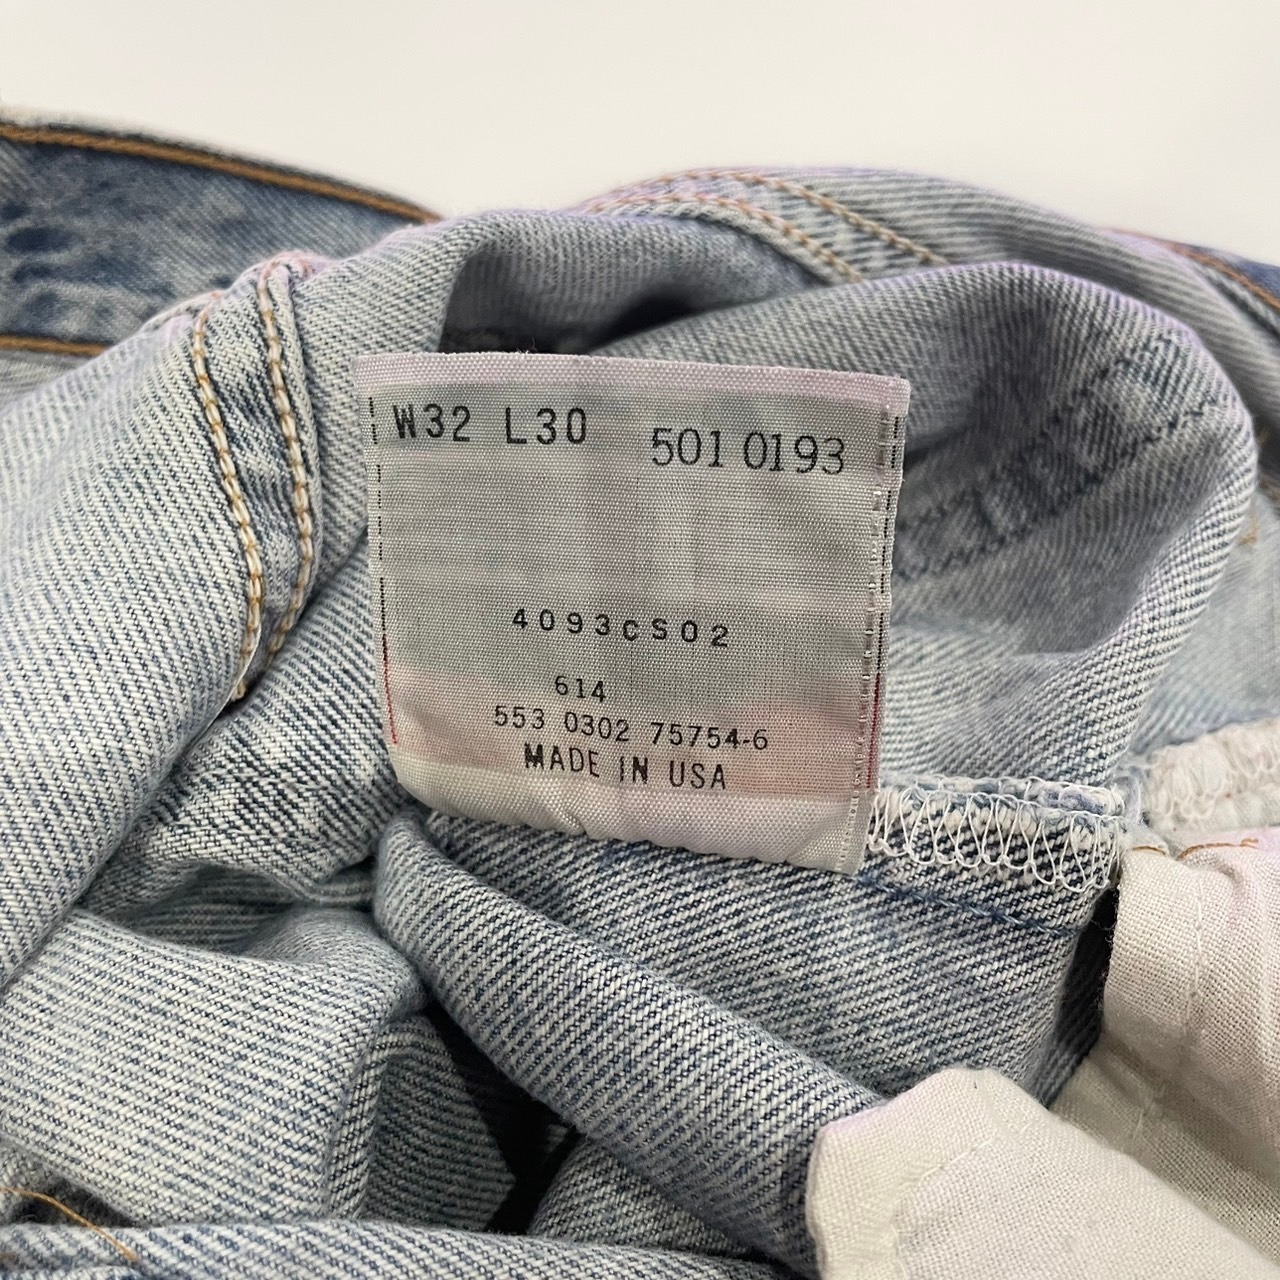 W32 L30 501 0193
4093CS02
614
553 0302 75754-6
MADE IN USA